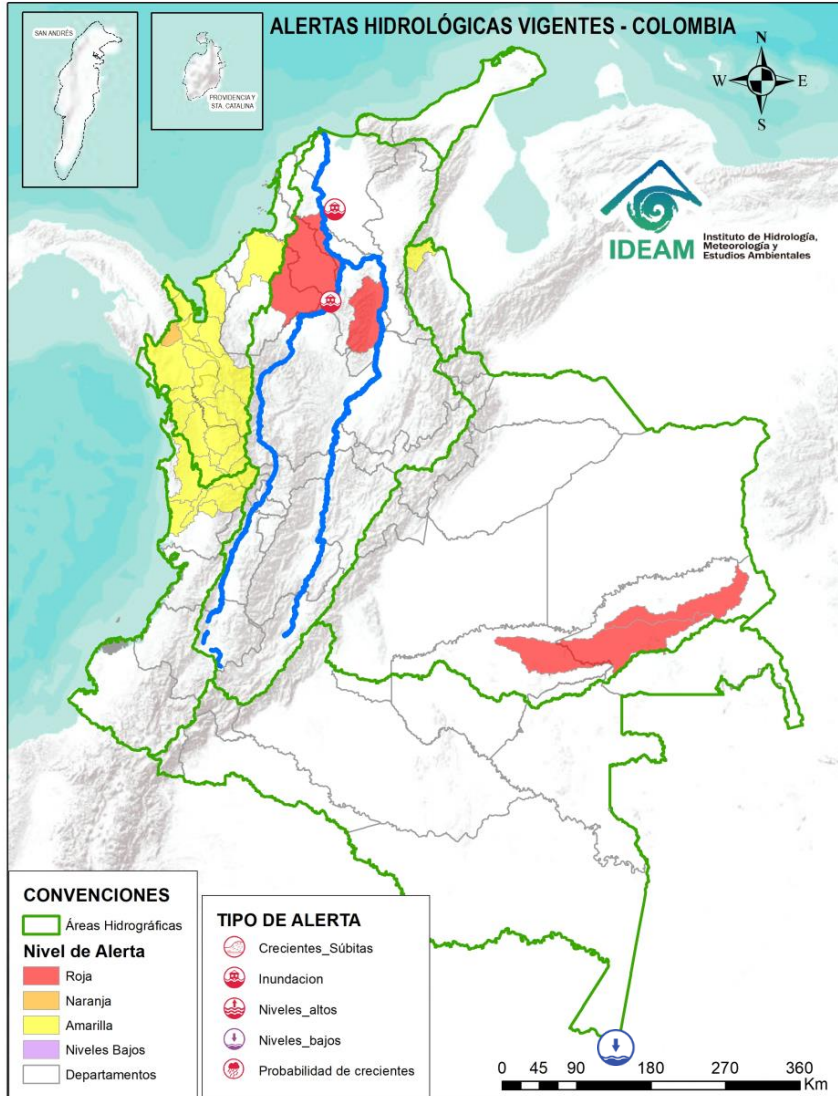 ALERTAS HIDROLÓGICAS VIGENTES - COLOMBIA
SAN ANDRÉS
PROVIDENCIA Y
STA. CATALINA
N
W
E
S
IDEAM
Instituto de Hidrología,
Meteorología y
Estudios Ambientales
CONVENCIONES
Áreas Hidrográficas
Nivel de Alerta
Roja
Naranja
Amarilla
Niveles Bajos
Departamentos
TIPO DE ALERTA
Crecientes_Súbitas
Inundacion
Niveles_altos
Niveles_bajos
Probabilidad de crecientes
0 45 90 180 270 360
Km